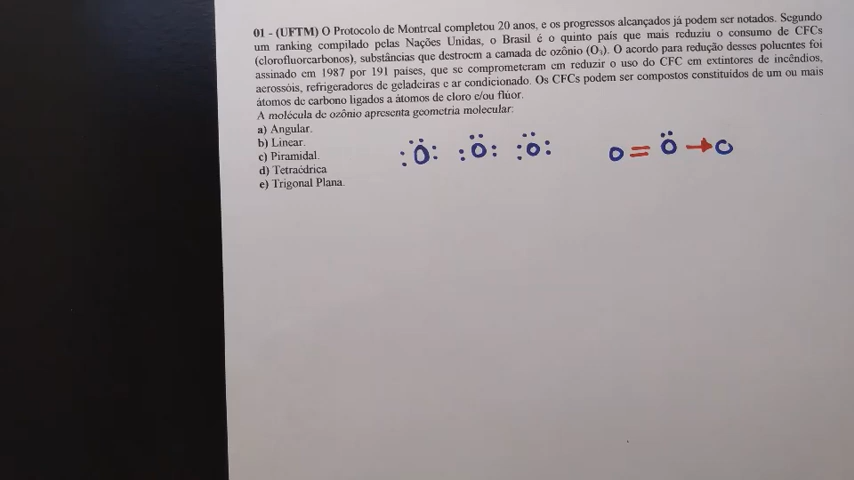 01 - (UFTM) O Protocolo de Montreal completou 20 anos, e os progressos alcançados já podem ser notados. Segundo
um ranking compilado pelas Nações Unidas, o Brasil é o quinto país que mais reduziu o consumo de CFCs
(clorofluorcarbonos), substâncias que destroem a camada de ozônio (O₃). O acordo para redução desses poluentes foi
assinado em 1987 por 191 países, que se comprometeram em reduzir o uso do CFC em extintores de incêndios,
aerossóis, refrigeradores de geladeiras e ar condicionado. Os CFCs podem ser compostos constituídos de um ou mais
átomos de carbono ligados a átomos de cloro e/ou flúor.
A molécula de ozônio apresenta geometria molecular:
a) Angular.
b) Linear.
c) Piramidal.
d) Tetraédrica
e) Trigonal Plana.
:Ö: :Ö: :Ö: O = Ö → O